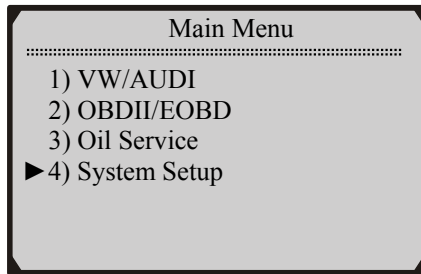 Main Menu
1) VW/AUDI
2) OBDII/EOBD
3) Oil Service
►4) System Setup